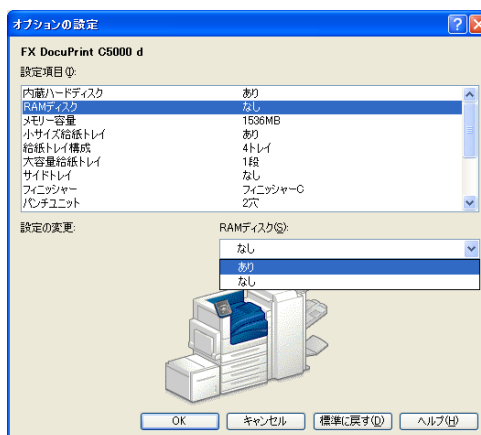 オプションの設定
FX DocuPrint C5000 d
設定項目(I):
内蔵ハードディスク あり
RAMディスク なし
メモリー容量 1536MB
小サイズ給紙トレイ あり
給紙トレイ構成 4トレイ
大容量給紙トレイ 1段
サイドトレイ なし
フィニッシャー フィニッシャーC
パンチユニット 2穴
設定の変更: RAMディスク(S):
なし
あり
なし
OK キャンセル 標準に戻す(D) ヘルプ(H)